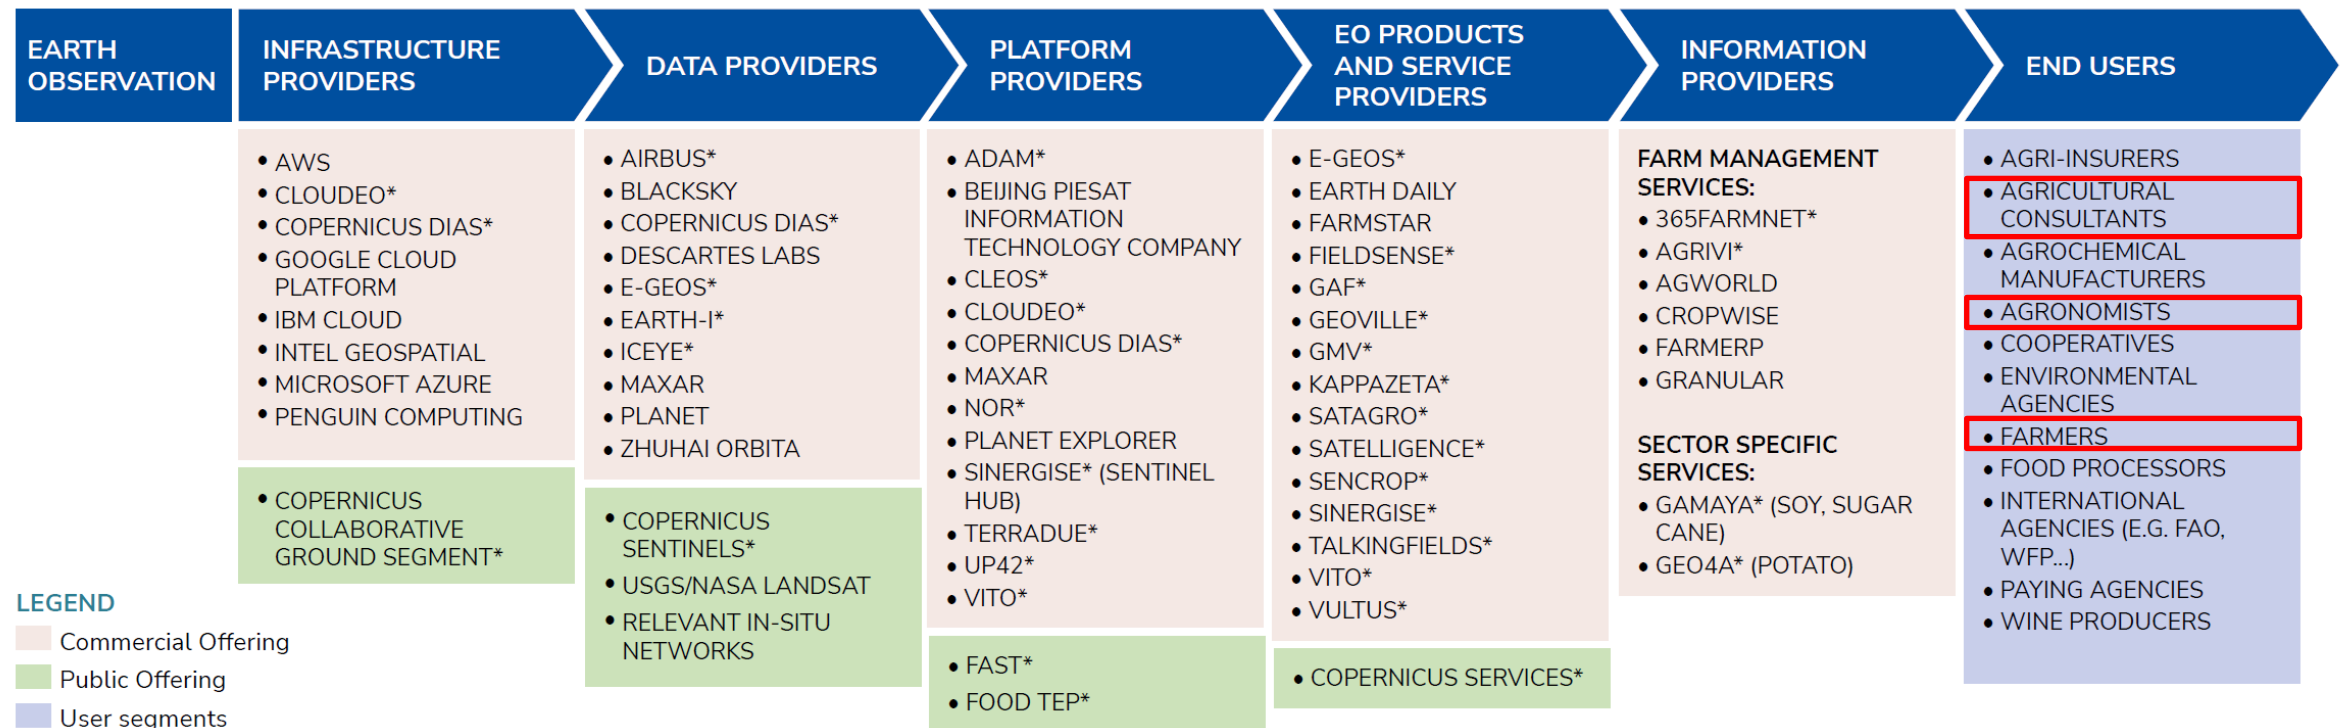 EARTH
OBSERVATION
INFRASTRUCTURE
PROVIDERS
DATA PROVIDERS
PLATFORM
PROVIDERS
EO PRODUCTS
AND SERVICE
PROVIDERS
INFORMATION
PROVIDERS
END USERS
• AWS
• CLOUDEO*
• COPERNICUS DIAS*
• GOOGLE CLOUD
PLATFORM
• IBM CLOUD
• INTEL GEOSPATIAL
• MICROSOFT AZURE
• PENGUIN COMPUTING
• COPERNICUS
COLLABORATIVE
GROUND SEGMENT*
• AIRBUS*
• BLACKSKY
• COPERNICUS DIAS*
• DESCARTES LABS
• E-GEOS*
• EARTH-I*
• ICEYE*
• MAXAR
• PLANET
• ZHUHAI ORBITA
• COPERNICUS
SENTINELS*
• USGS/NASA LANDSAT
• RELEVANT IN-SITU
NETWORKS
• ADAM*
• BEIJING PIESAT
INFORMATION
TECHNOLOGY COMPANY
• CLEOS*
• CLOUDEO*
• COPERNICUS DIAS*
• MAXAR
• NOR*
• PLANET EXPLORER
• SINERGISE* (SENTINEL
HUB)
• TERRADUE*
• UP42*
• VITO*
• FAST*
• FOOD TEP*
• E-GEOS*
• EARTH DAILY
• FARMSTAR
• FIELDSENSE*
• GAF*
• GEOVILLE*
• GMV*
• KAPPAZETA*
• SATAGRO*
• SATELLIGENCE*
• SENCROP*
• SINERGISE*
• TALKINGFIELDS*
• VITO*
• VULTUS*
• COPERNICUS SERVICES*
FARM MANAGEMENT
SERVICES:
• 365FARMNET*
• AGRIVI*
• AGWORLD
• CROPWISE
• FARMERP
• GRANULAR
SECTOR SPECIFIC
SERVICES:
• GAMAYA* (SOY, SUGAR
CANE)
• GEO4A* (POTATO)
• AGRI-INSURERS
• AGRICULTURAL
CONSULTANTS
• AGROCHEMICAL
MANUFACTURERS
• AGRONOMISTS
• COOPERATIVES
• ENVIRONMENTAL
AGENCIES
• FARMERS
• FOOD PROCESSORS
• INTERNATIONAL
AGENCIES (E.G. FAO,
WFP...)
• PAYING AGENCIES
• WINE PRODUCERS
LEGEND
Commercial Offering
Public Offering
User segments